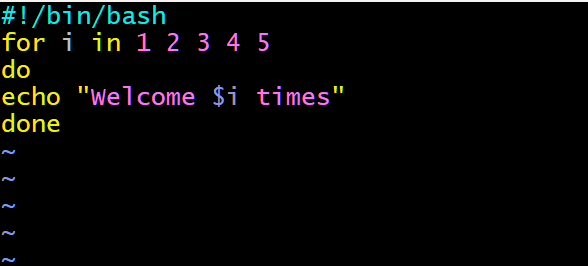 #!/bin/bash
for i in 1 2 3 4 5
do
echo "Welcome $i times"
done
~
~
~
~
~